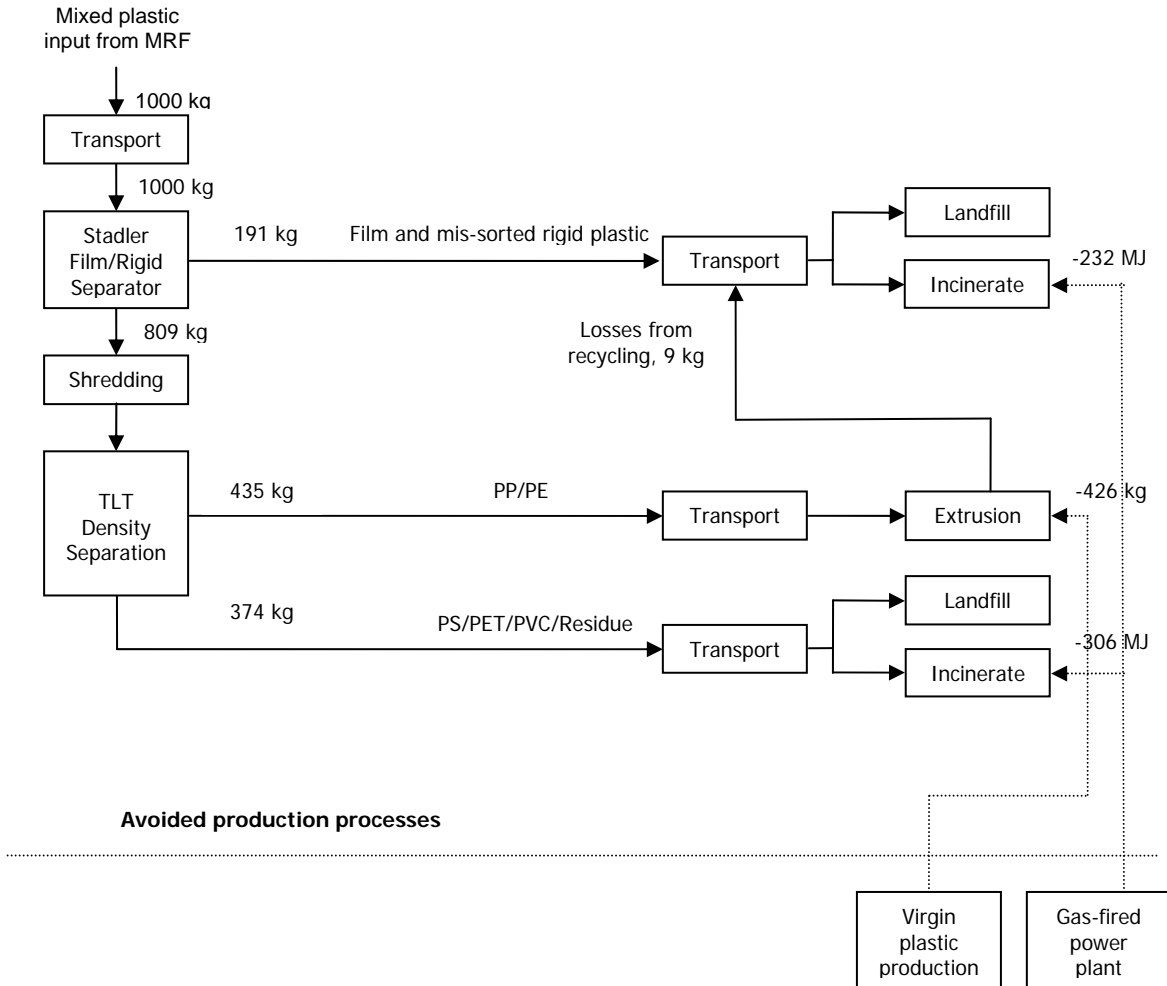 Mixed plastic
input from MRF
1000 kg
Transport
1000 kg
Stadler
Film/Rigid
Separator
191 kg
Film and mis-sorted rigid plastic
Transport
Landfill
Incinerate
-232 MJ
809 kg
Losses from
recycling, 9 kg
Shredding
TLT
Density
Separation
435 kg
PP/PE
Transport
Extrusion
-426 kg
374 kg
PS/PET/PVC/Residue
Transport
Landfill
Incinerate
-306 MJ
Avoided production processes
Virgin
plastic
production
Gas-fired
power
plant